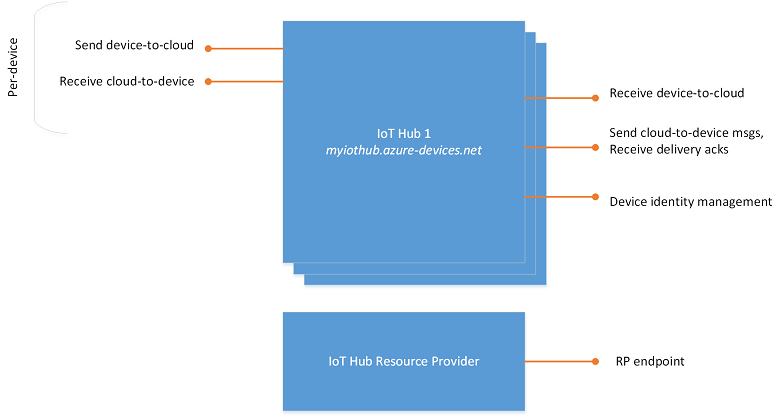 Per-device
Send device-to-cloud
Receive cloud-to-device
IoT Hub 1
myiothub.azure-devices.net
Receive device-to-cloud
Send cloud-to-device msgs,
Receive delivery acks
Device identity management
IoT Hub Resource Provider
RP endpoint